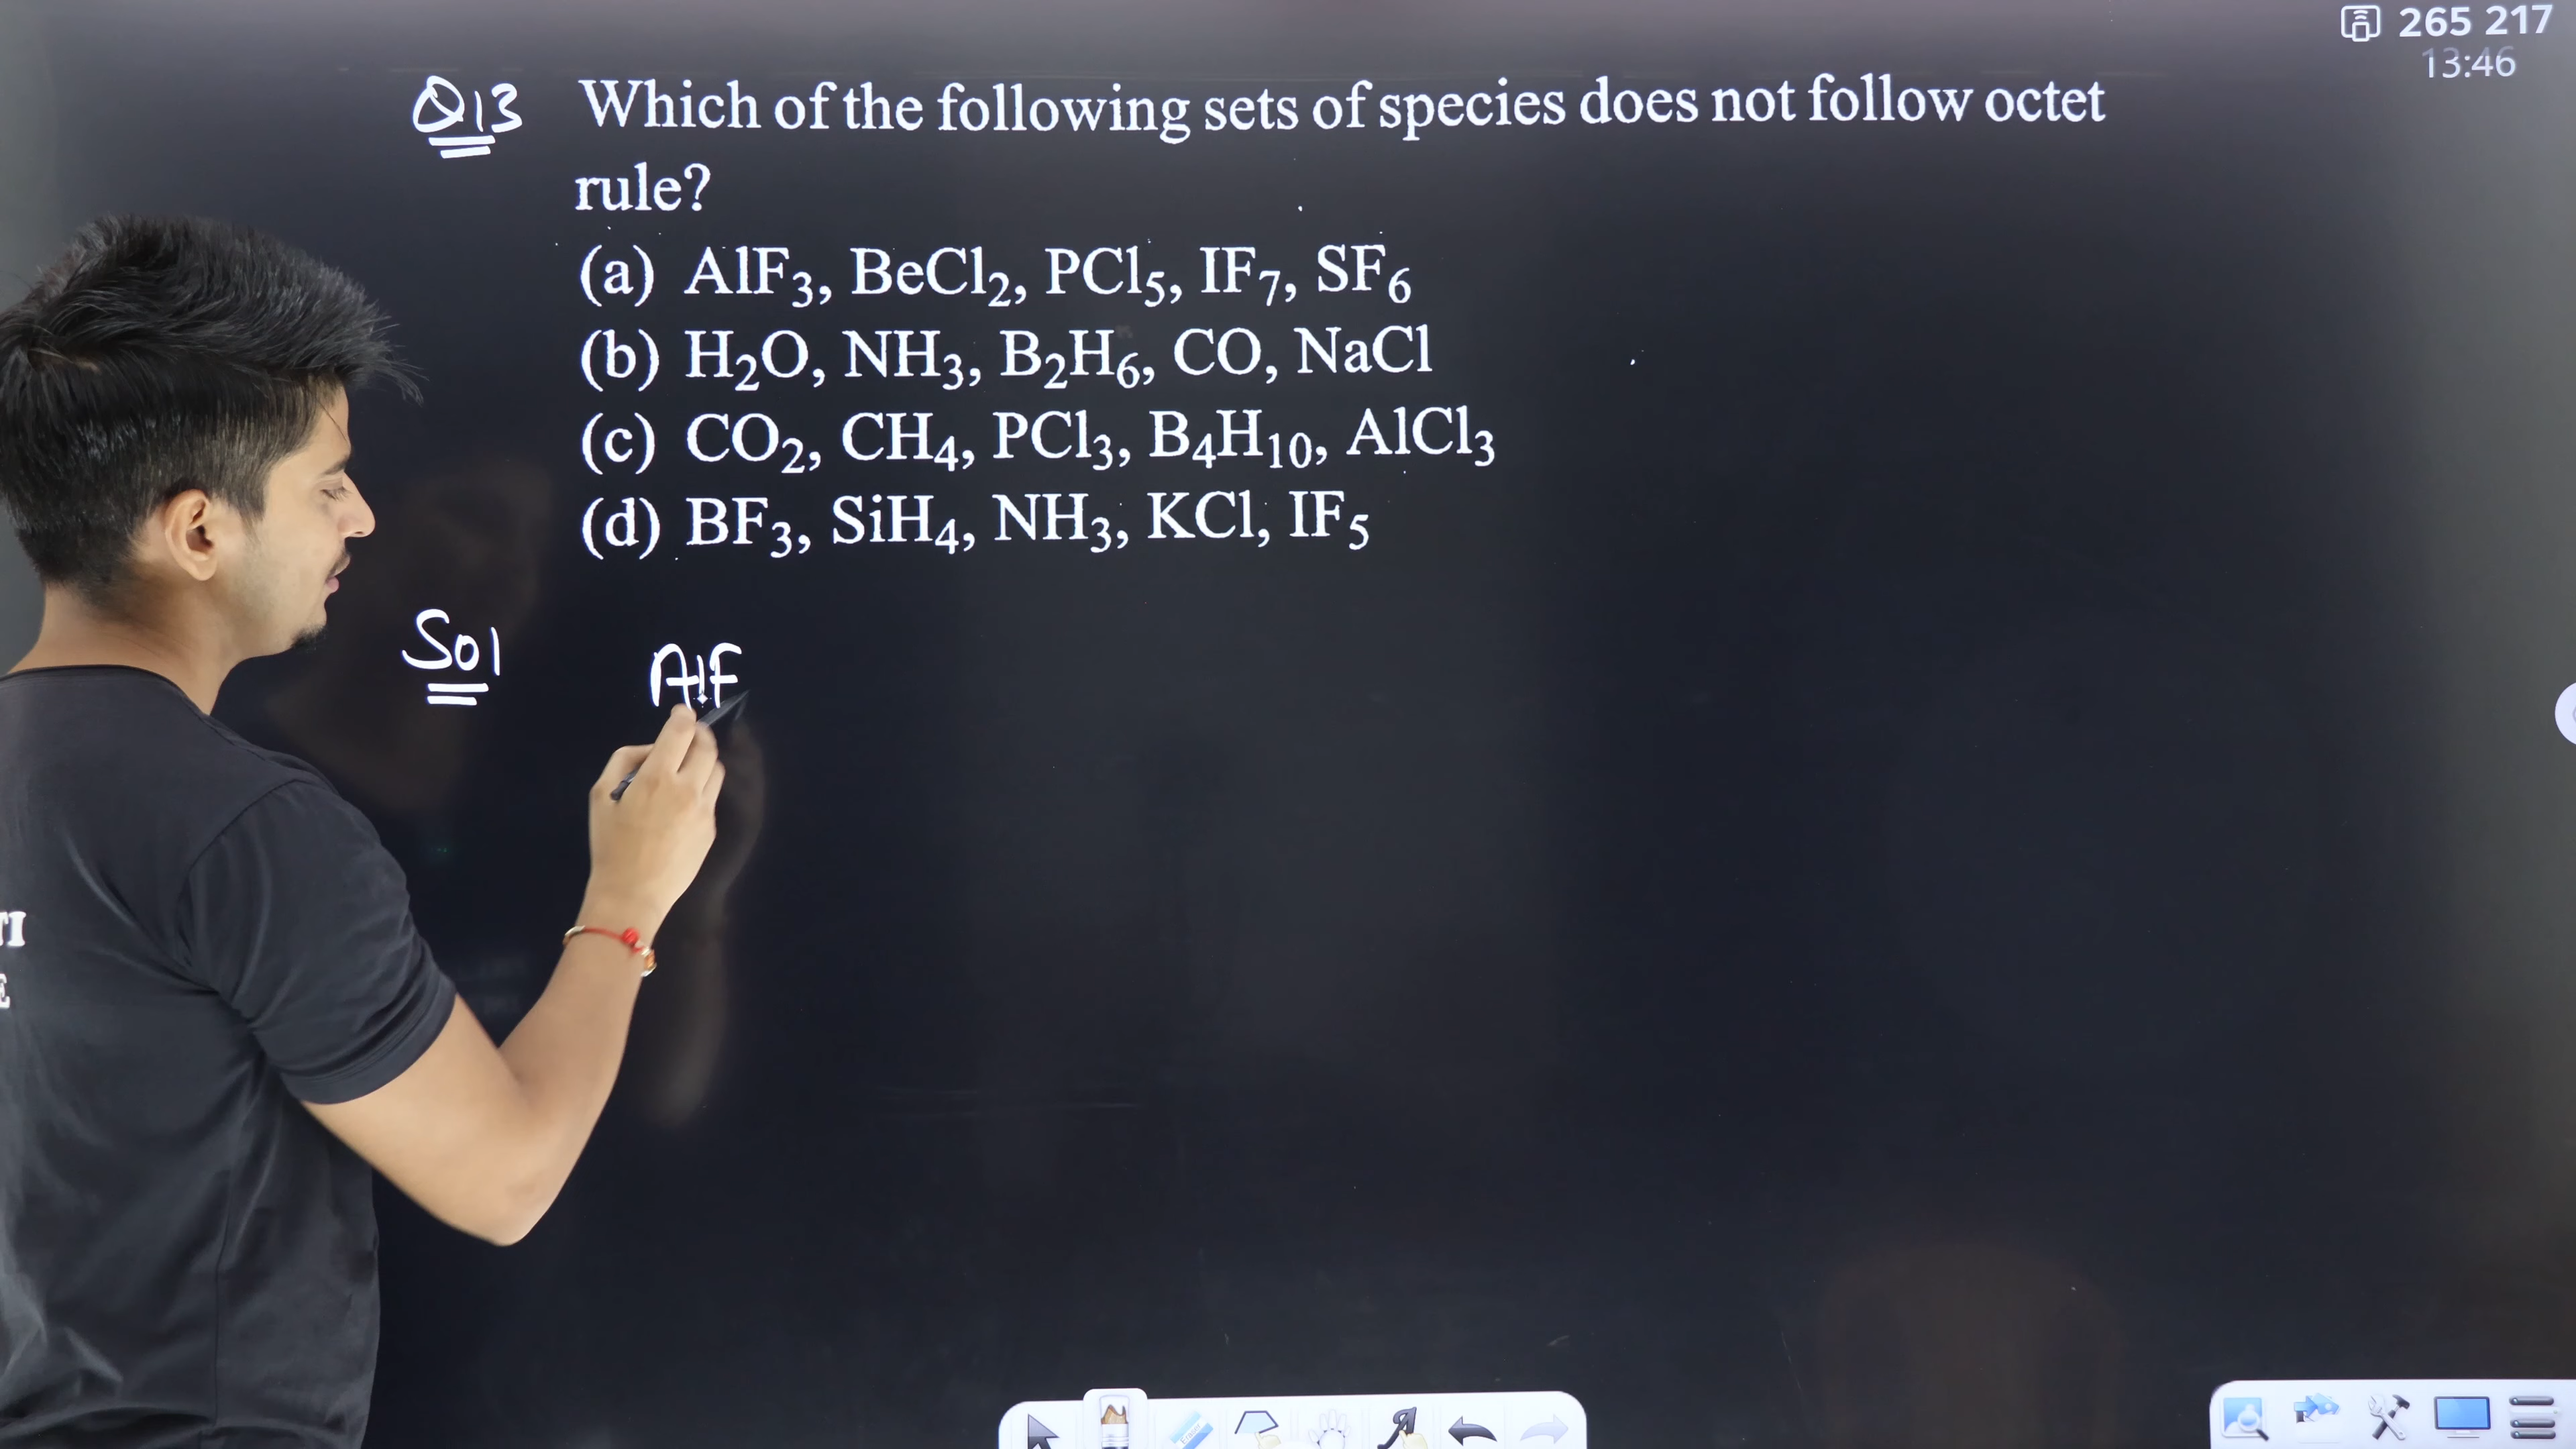 265 217
13:46
Q13 Which of the following sets of species does not follow octet
rule?
(a) AlF₃, BeCl₂, PCl₅, IF₇, SF₆
(b) H₂O, NH₃, B₂H₆, CO, NaCl
(c) CO₂, CH₄, PCl₃, B₄H₁₀, AlCl₃
(d) BF₃, SiH₄, NH₃, KCl, IF₅
Sol AlF
TI
E